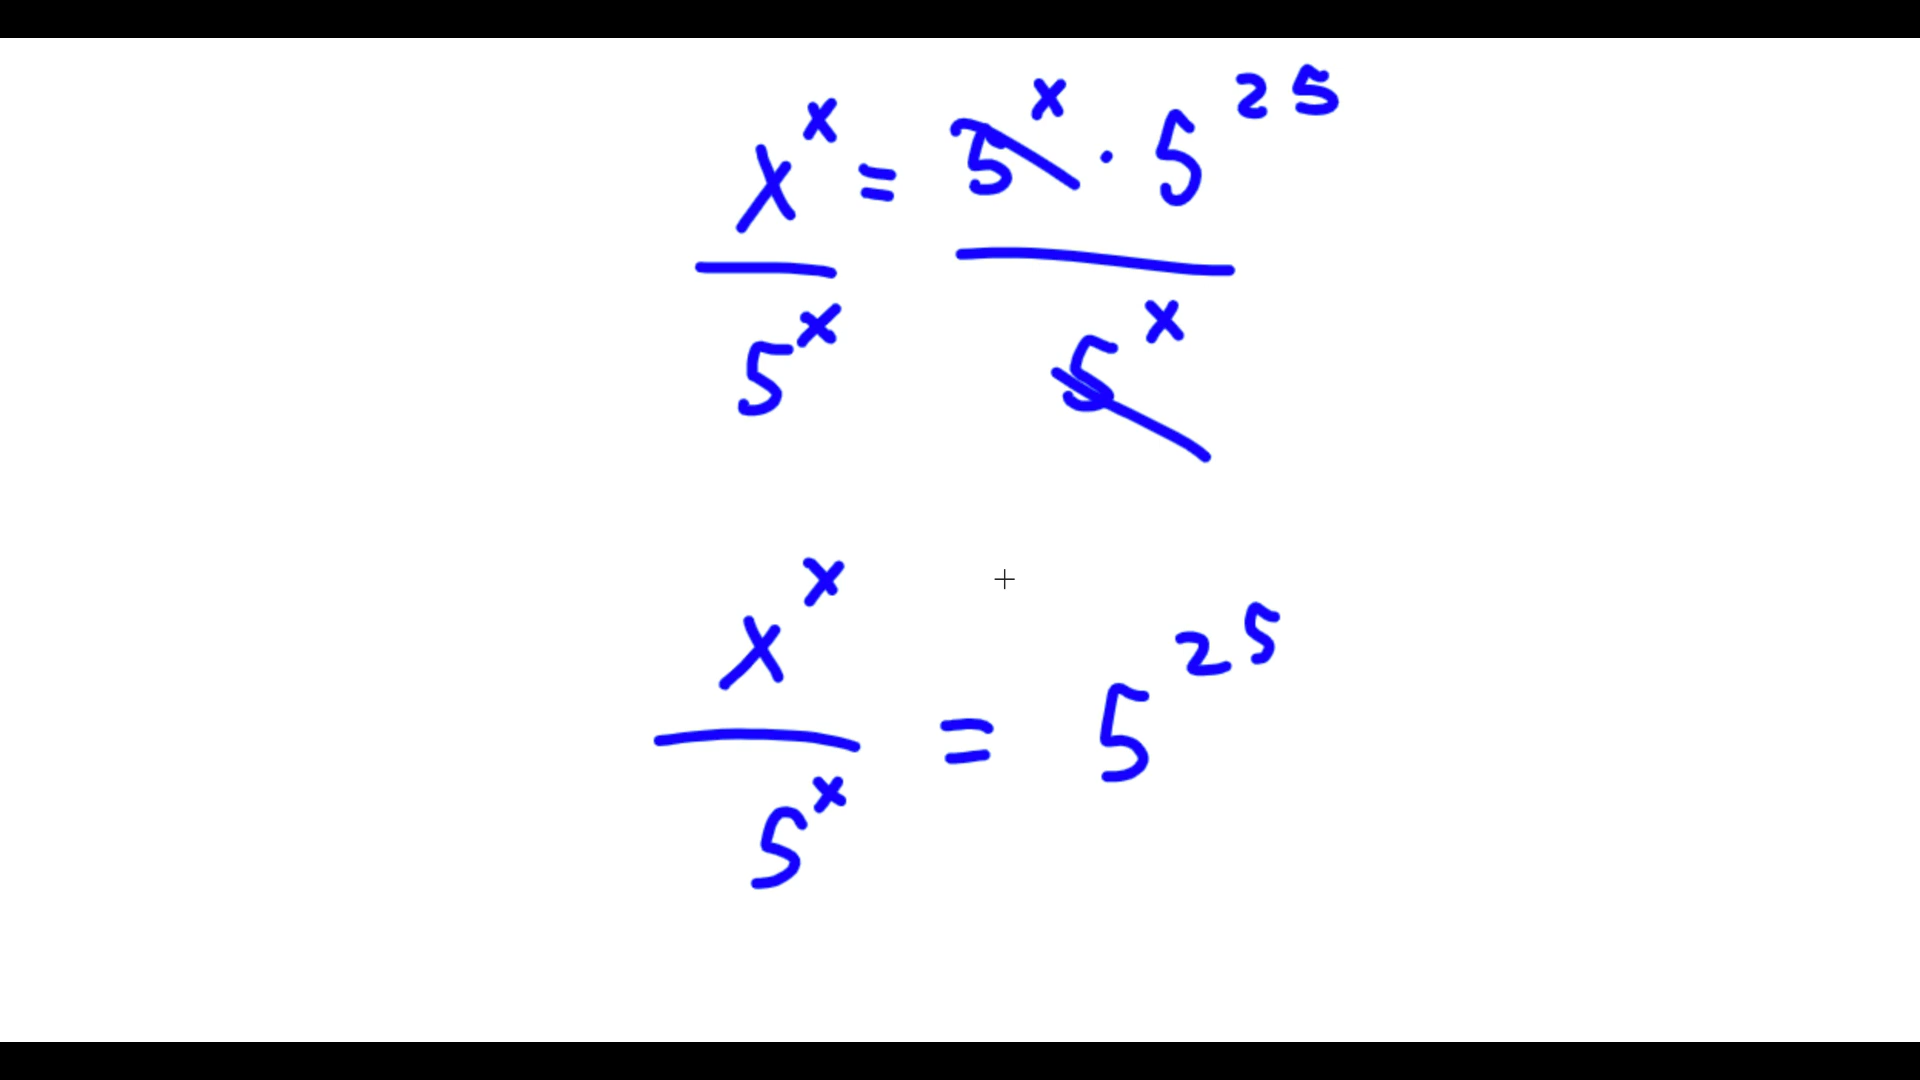 x^x = 5^x · 5^25
5^x 5^x
x^x
= 5^25
5^x